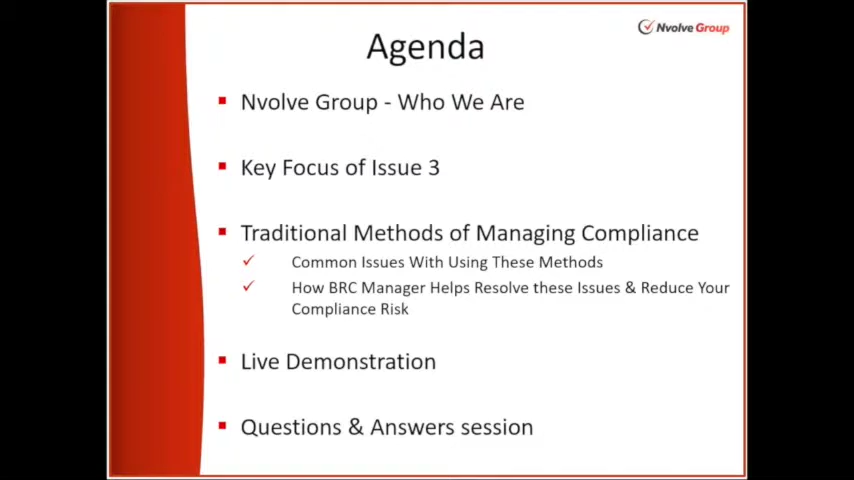 Nvolve Group
Agenda
Nvolve Group - Who We Are
Key Focus of Issue 3
Traditional Methods of Managing Compliance
Common Issues With Using These Methods
How BRC Manager Helps Resolve these Issues & Reduce Your
Compliance Risk
Live Demonstration
Questions & Answers session